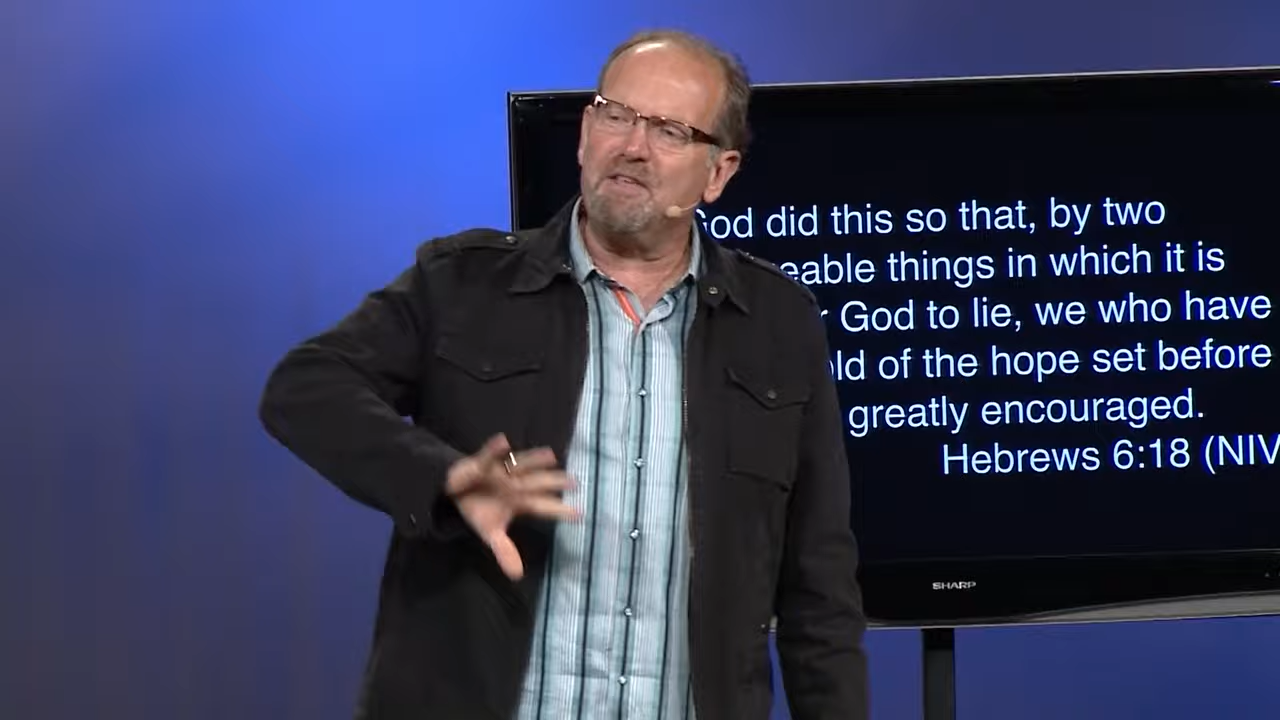 God did this so that, by two
things in which it is
God to lie, we who have
of the hope set before
greatly encouraged.
Hebrews 6:18 (NIV
SHARP